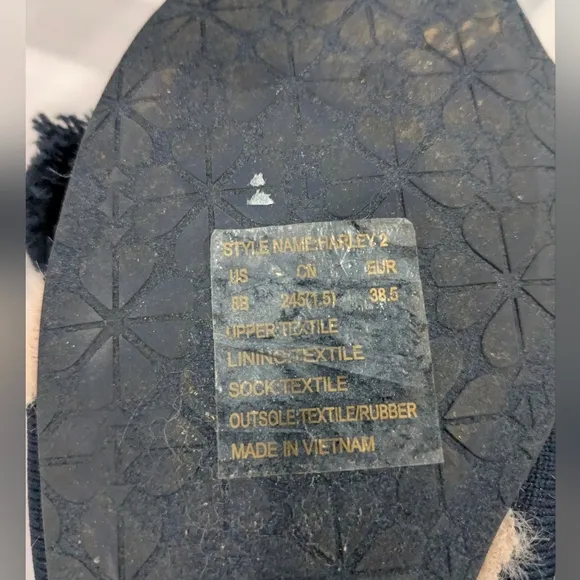 STYLE NAME:HARLEY 2
US CN EUR
8B 245(1.5) 38.5
UPPER:TEXTILE
LINING:TEXTILE
SOCK:TEXTILE
OUTSOLE:TEXTILE/RUBBER
MADE IN VIETNAM